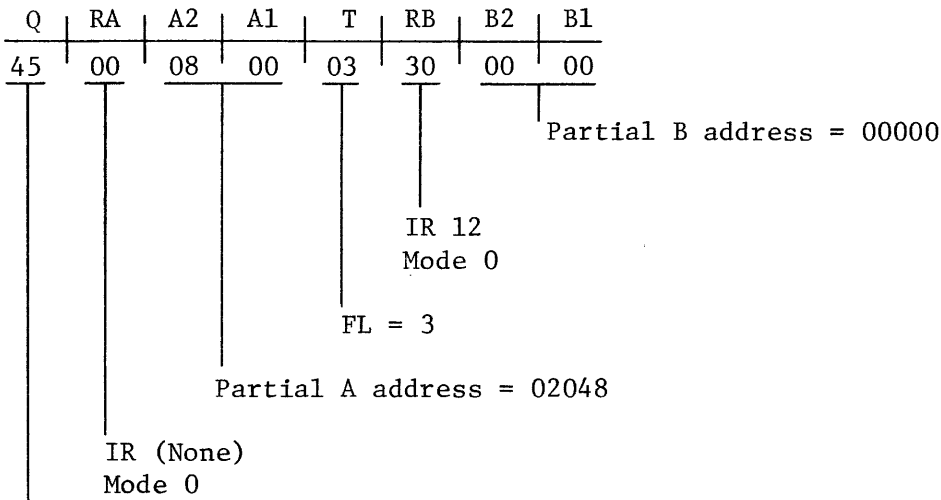 Q RA A2 A1 T RB B2 B1
45 00 08 00 03 30 00 00
Partial B address = 00000
IR 12
Mode 0
FL = 3
Partial A address = 02048
IR (None)
Mode 0